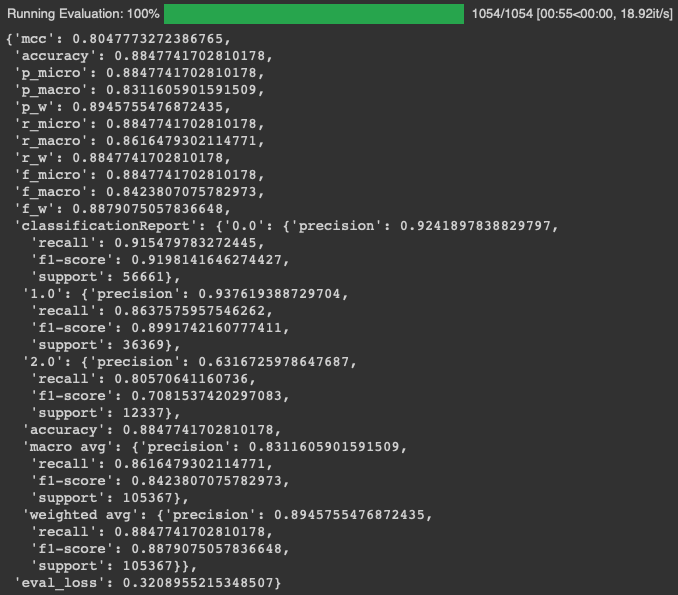 Running Evaluation: 100% 1054/1054 [00:55<00:00, 18.92it/s]
{'mcc': 0.8047773272386765,
'accuracy': 0.8847741702810178,
'p_micro': 0.8847741702810178,
'p_macro': 0.8311605901591509,
'p_w': 0.8945755476872435,
'r_micro': 0.8847741702810178,
'r_macro': 0.8616479302114771,
'r_w': 0.8847741702810178,
'f_micro': 0.8847741702810178,
'f_macro': 0.8423807075782973,
'f_w': 0.8879075057836648,
'classificationReport': {'0.0': {'precision': 0.9241897838829797,
'recall': 0.915479783272445,
'f1-score': 0.9198141646274427,
'support': 56661},
'1.0': {'precision': 0.937619388729704,
'recall': 0.8637575957546262,
'f1-score': 0.8991742160777411,
'support': 36369},
'2.0': {'precision': 0.6316725978647687,
'recall': 0.80570641160736,
'f1-score': 0.7081537420297083,
'support': 12337},
'accuracy': 0.8847741702810178,
'macro avg': {'precision': 0.8311605901591509,
'recall': 0.8616479302114771,
'f1-score': 0.8423807075782973,
'support': 105367},
'weighted avg': {'precision': 0.8945755476872435,
'recall': 0.8847741702810178,
'f1-score': 0.8879075057836648,
'support': 105367}},
'eval_loss': 0.3208955215348507}